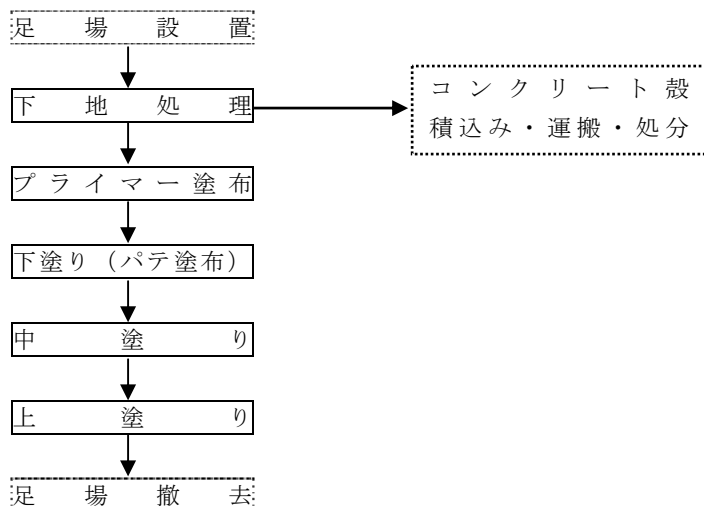 足場設置
下地処理
コンクリート殻
積込み・運搬・処分
プライマー塗布
下塗り（パテ塗布）
中塗り
上塗り
足場撤去